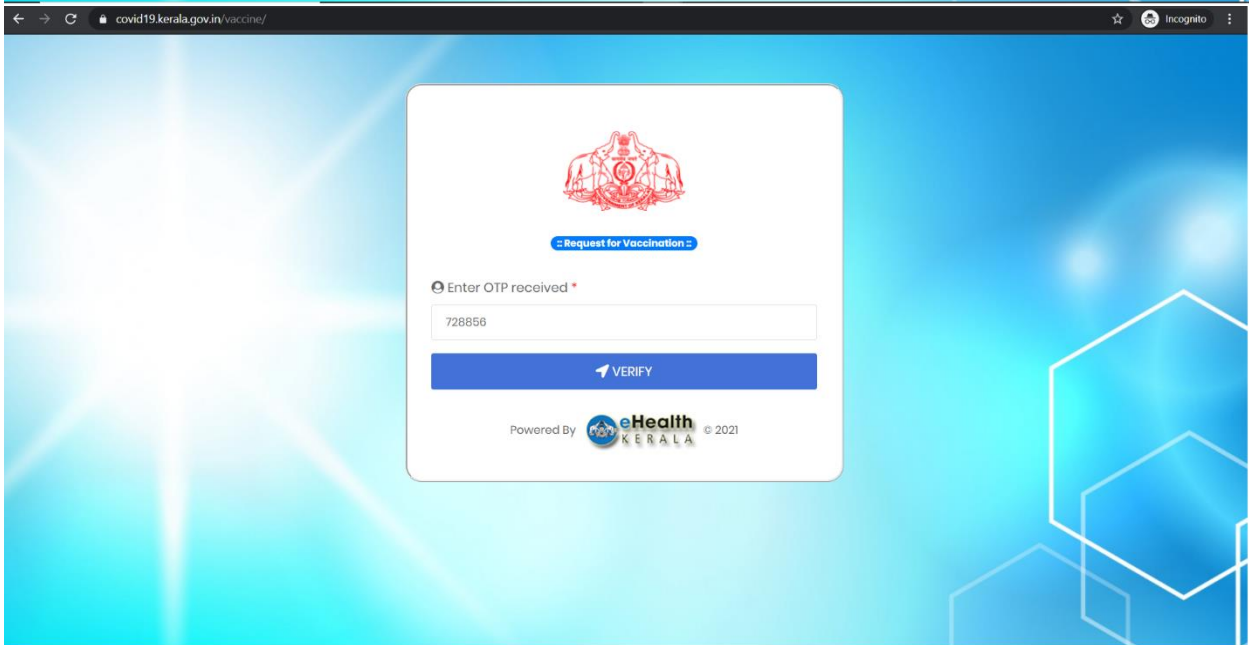 covid19.kerala.gov.in/vaccine/
Incognito
:: Request for Vaccination ::
Enter OTP received *
728856
VERIFY
Powered By eHealth KERALA © 2021